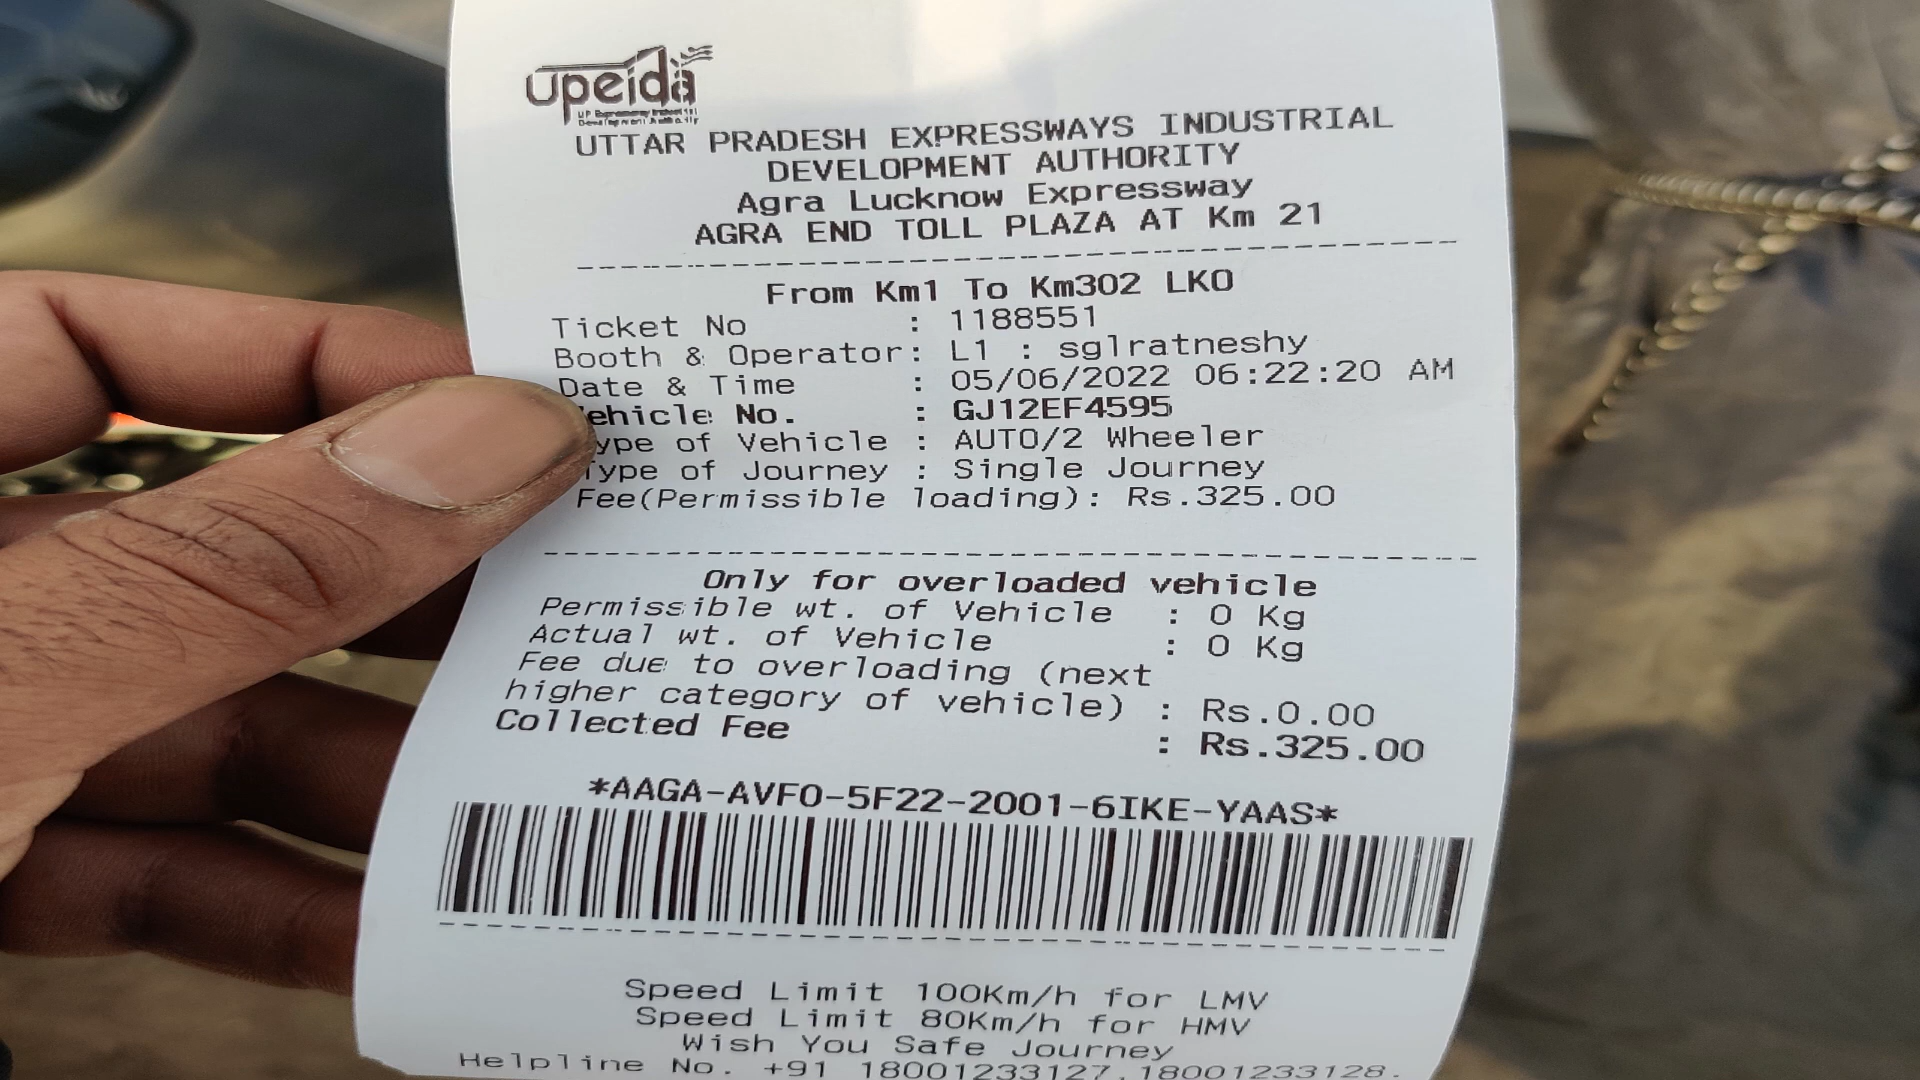 upeida
UP Expressways Industrial
Development Authority
UTTAR PRADESH EXPRESSWAYS INDUSTRIAL
DEVELOPMENT AUTHORITY
Agra Lucknow Expressway
AGRA END TOLL PLAZA AT Km 21
From Km1 To Km302 LKO
Ticket No : 1188551
Booth & Operator: L1 : sglratneshy
Date & Time : 05/06/2022 06:22:20 AM
ehicle No. : GJ12EF4595
ype of Vehicle : AUTO/2 Wheeler
Type of Journey : Single Journey
Fee(Permissible loading): Rs.325.00
Only for overloaded vehicle
Permissible wt. of Vehicle : 0 Kg
Actual wt. of Vehicle : 0 Kg
Fee due to overloading (next
higher category of vehicle) : Rs.0.00
Collected Fee : Rs.325.00
*AAGA-AVF0-5F22-2001-6IKE-YAAS*
Speed Limit 100Km/h for LMV
Speed Limit 80Km/h for HMV
Wish You Safe Journey
Helpline No. +91 18001233127,18001233128.